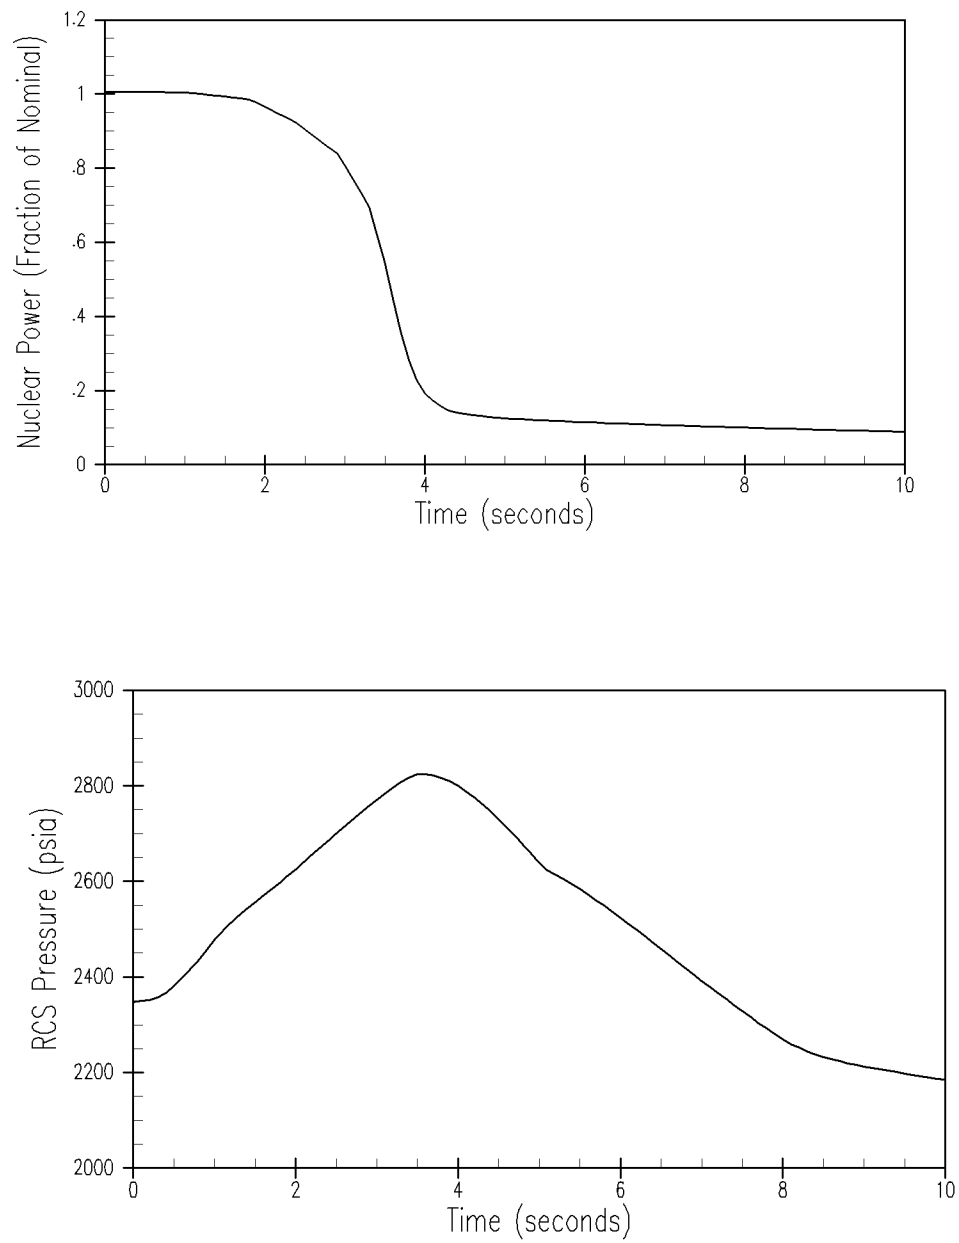 Nuclear Power (Fraction of Nominal)
1.2
1
.8
.6
.4
.2
0
0 2 4 6 8 10
Time (seconds)
RCS Pressure (psia)
3000
2800
2600
2400
2200
2000
0 2 4 6 8 10
Time (seconds)